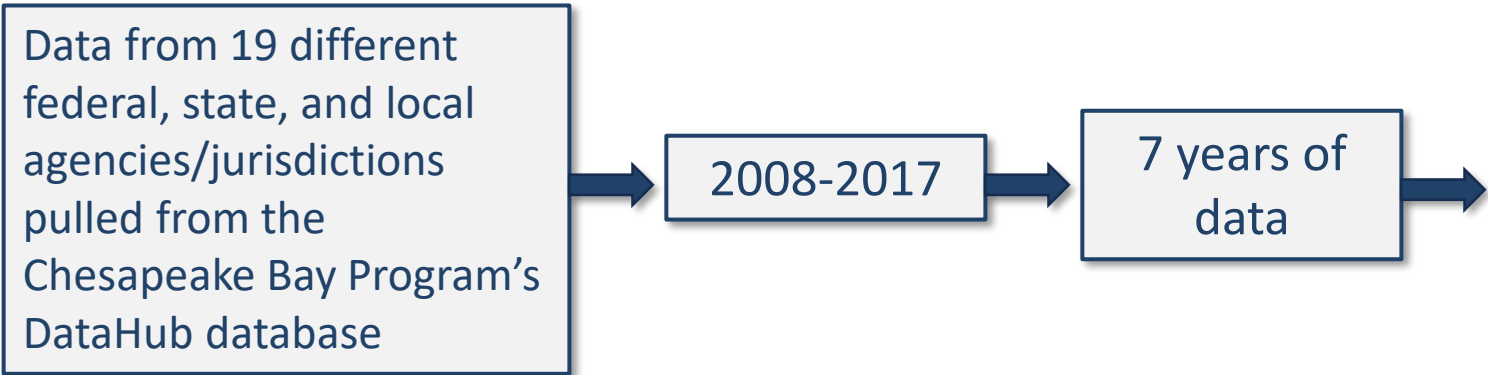 Data from 19 different
federal, state, and local
agencies/jurisdictions
pulled from the
Chesapeake Bay Program’s
DataHub database
2008-2017
7 years of
data